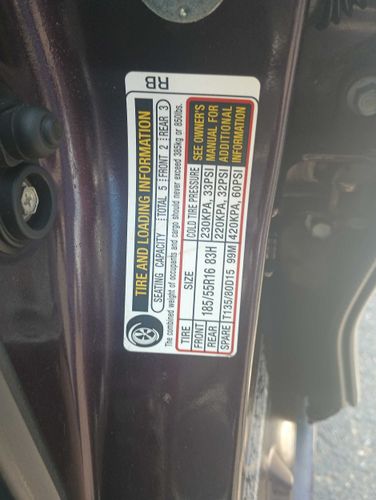 RB
TIRE AND LOADING INFORMATION
SEATING CAPACITY TOTAL 5 FRONT 2 REAR 3
The combined weight of occupants and cargo should never exceed 385kg or 850lbs.
TIRE SIZE COLD TIRE PRESSURE
FRONT 185/55R16 83H 230KPA, 33PSI
REAR 220KPA, 32PSI
SPARE T135/80D15 99M 420KPA, 60PSI
SEE OWNER'S
MANUAL FOR
ADDITIONAL
INFORMATION